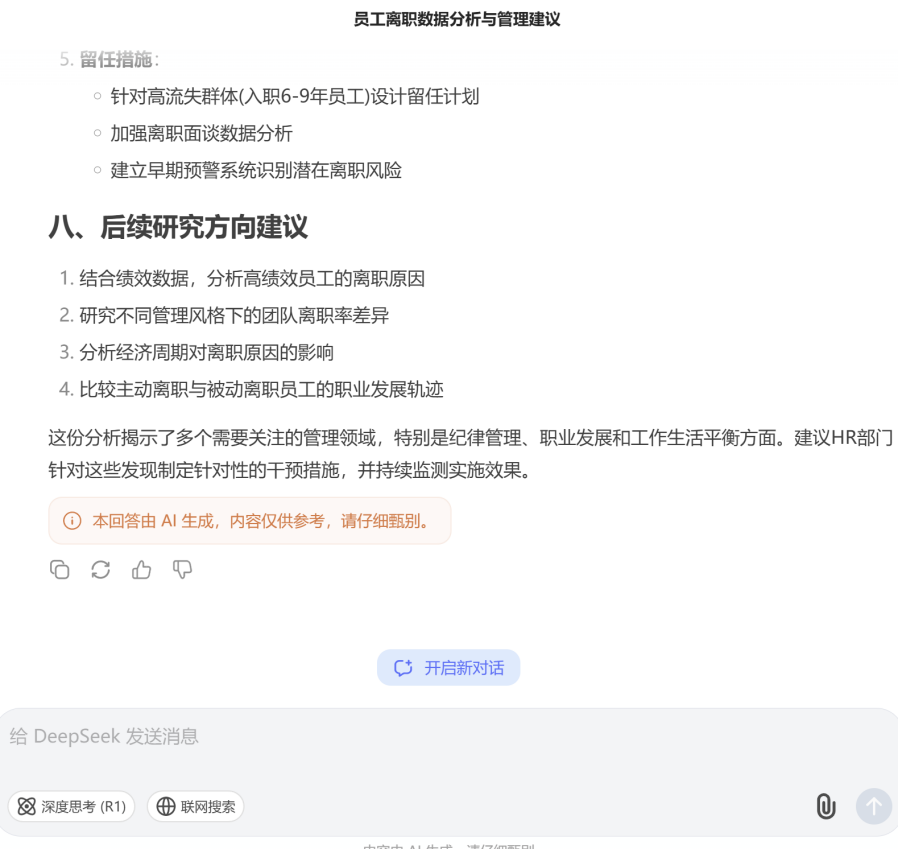 员工离职数据分析与管理建议
5. 留任措施：
针对高流失群体(入职6-9年员工)设计留任计划
加强离职面谈数据分析
建立早期预警系统识别潜在离职风险
八、后续研究方向建议
1. 结合绩效数据，分析高绩效员工的离职原因
2. 研究不同管理风格下的团队离职率差异
3. 分析经济周期对离职原因的影响
4. 比较主动离职与被动离职员工的职业发展轨迹
这份分析揭示了多个需要关注的管理领域，特别是纪律管理、职业发展和工作生活平衡方面。建议HR部门
针对这些发现制定针对性的干预措施，并持续监测实施效果。
本回答由 AI 生成，内容仅供参考，请仔细甄别。
开启新对话
给 DeepSeek 发送消息
深度思考 (R1) 联网搜索
内容由 AI 生成，请仔细甄别